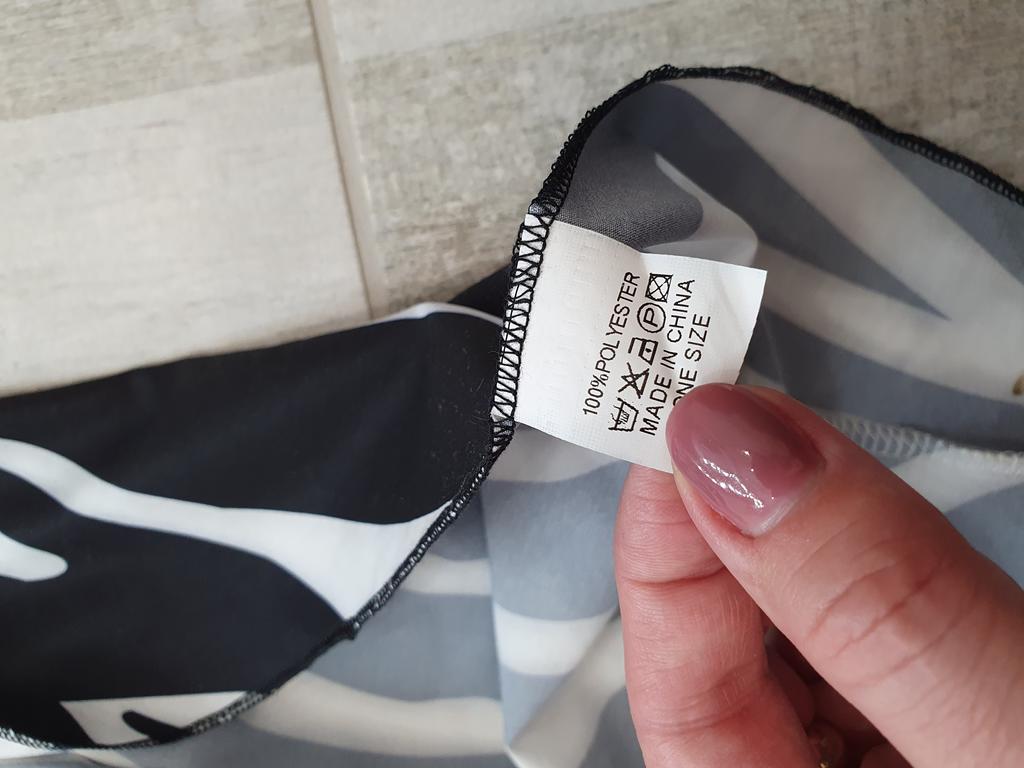 100%POLYESTER
P
MADE IN CHINA
ONE SIZE